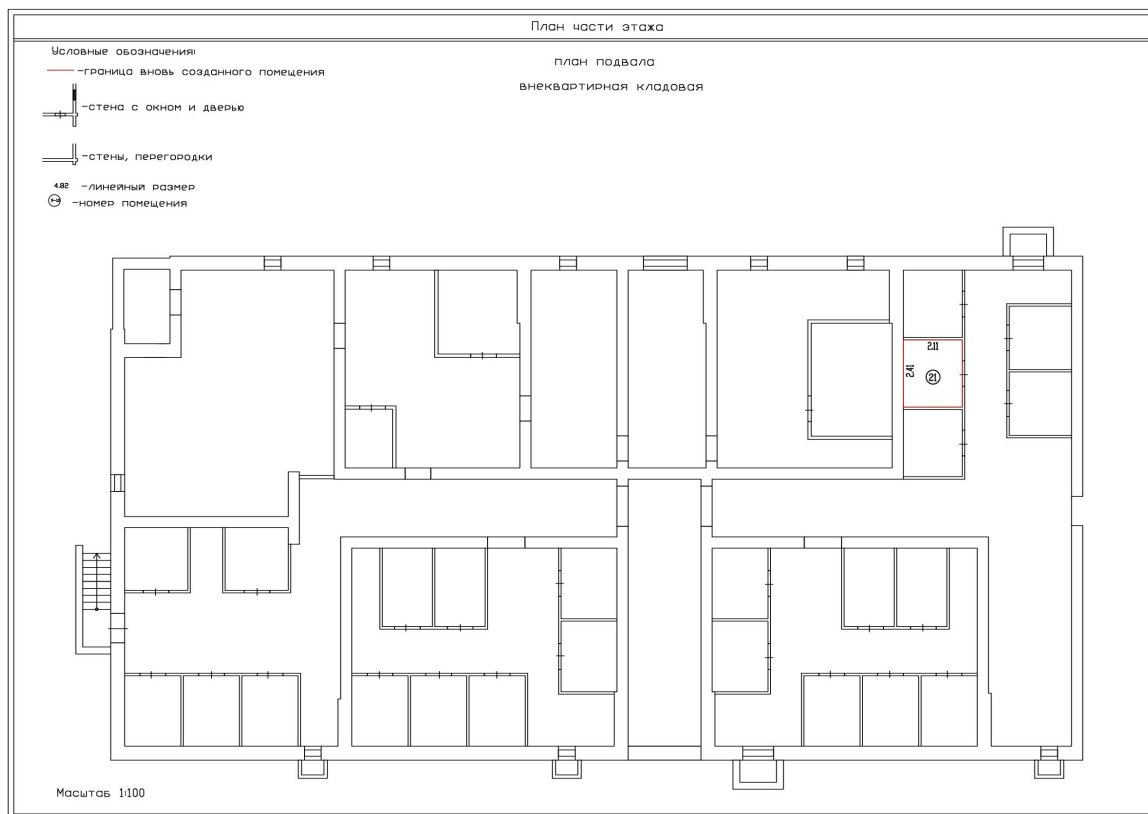 План части этажа
Условные обозначения:
-граница вновь созданного помещения
-стена с окном и дверью
-стены, перегородки
4.82 -линейный размер
-номер помещения
план подвала
внеквартирная кладовая
2.11
2.41
21
Масштаб 1:100